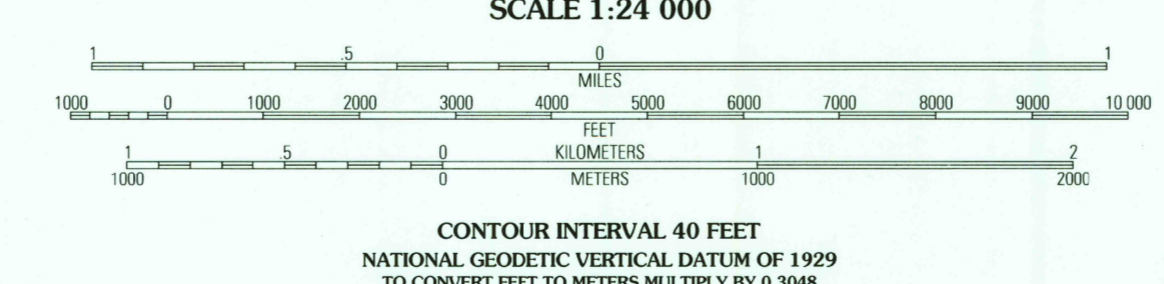 SCALE 1:24 000
1 .5 0 1
MILES
1000 0 1000 2000 3000 4000 5000 6000 7000 8000 9000 10 000
FEET
1 .5 0 KILOMETERS 1 2
1000 0 METERS 1000 2000
CONTOUR INTERVAL 40 FEET
NATIONAL GEODETIC VERTICAL DATUM OF 1929
TO CONVERT FEET TO METERS MULTIPLY BY 0.3048